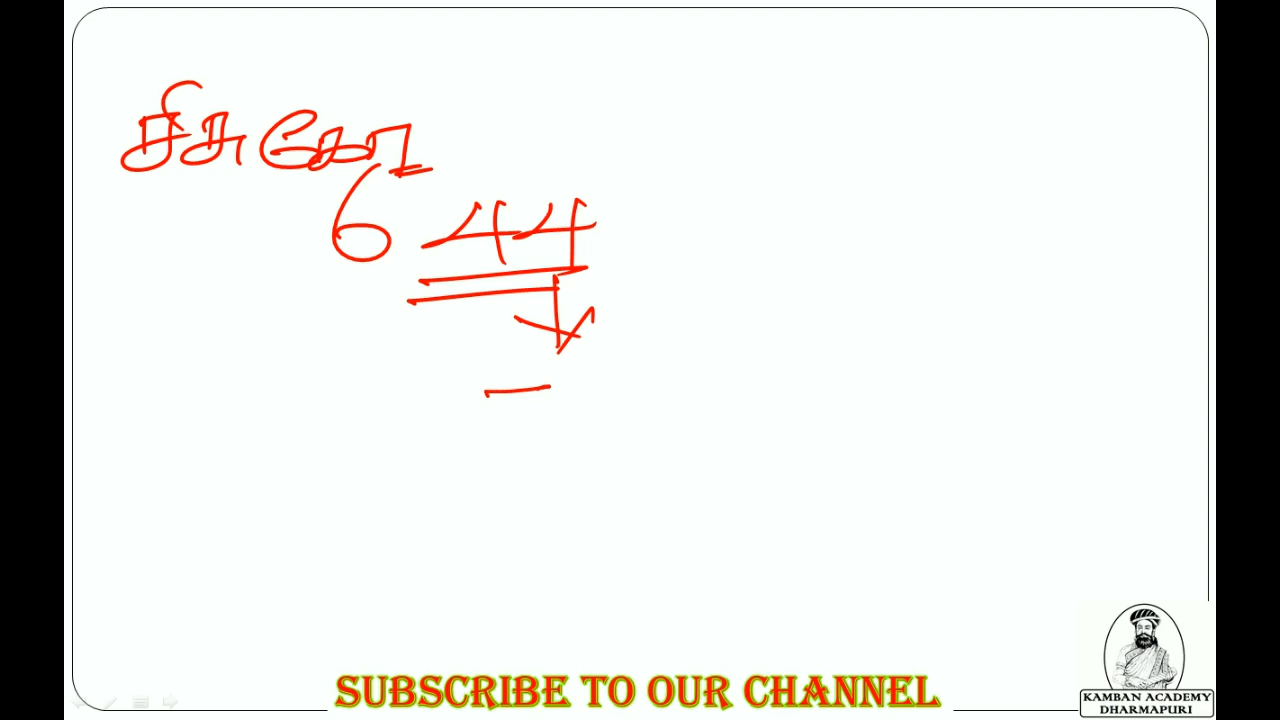 சிசுகோ
6 44
SUBSCRIBE TO OUR CHANNEL
KAMBAN ACADEMY
DHARMAPURI